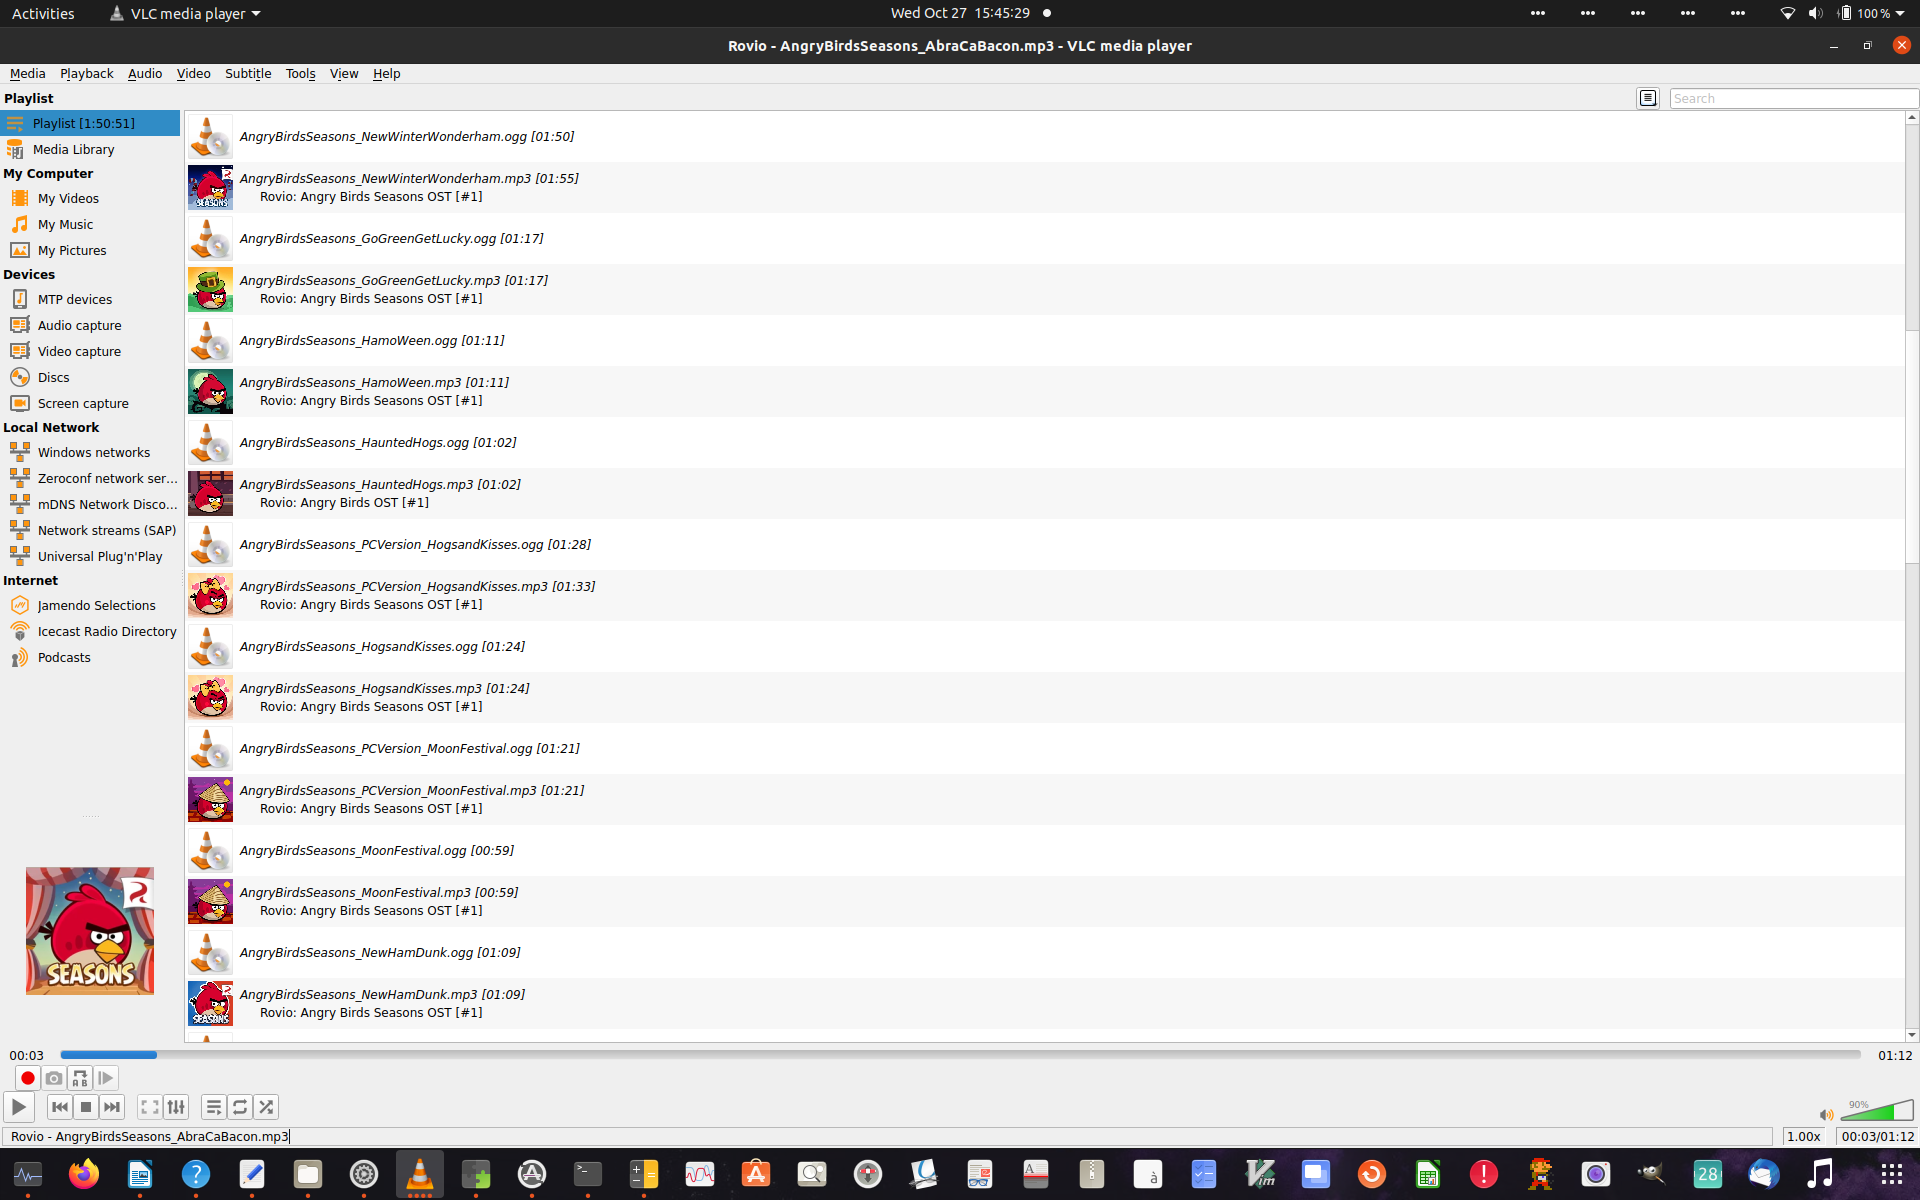 Activities
VLC media player
Wed Oct 27 15:45:29
100 %
Rovio - AngryBirdsSeasons_AbraCaBacon.mp3 - VLC media player
Media Playback Audio Video Subtitle Tools View Help
Playlist
Search
Playlist [1:50:51]
Media Library
My Computer
My Videos
My Music
My Pictures
Devices
MTP devices
Audio capture
Video capture
Discs
Screen capture
Local Network
Windows networks
Zeroconf network ser...
mDNS Network Disco...
Network streams (SAP)
Universal Plug'n'Play
Internet
Jamendo Selections
Icecast Radio Directory
Podcasts
SEASONS
AngryBirdsSeasons_NewWinterWonderham.ogg [01:50]
AngryBirdsSeasons_NewWinterWonderham.mp3 [01:55]
Rovio: Angry Birds Seasons OST [#1]
SEASONS
AngryBirdsSeasons_GoGreenGetLucky.ogg [01:17]
AngryBirdsSeasons_GoGreenGetLucky.mp3 [01:17]
Rovio: Angry Birds Seasons OST [#1]
AngryBirdsSeasons_HamoWeen.ogg [01:11]
AngryBirdsSeasons_HamoWeen.mp3 [01:11]
Rovio: Angry Birds Seasons OST [#1]
AngryBirdsSeasons_HauntedHogs.ogg [01:02]
AngryBirdsSeasons_HauntedHogs.mp3 [01:02]
Rovio: Angry Birds OST [#1]
AngryBirdsSeasons_PCVersion_HogsandKisses.ogg [01:28]
AngryBirdsSeasons_PCVersion_HogsandKisses.mp3 [01:33]
Rovio: Angry Birds Seasons OST [#1]
AngryBirdsSeasons_HogsandKisses.ogg [01:24]
AngryBirdsSeasons_HogsandKisses.mp3 [01:24]
Rovio: Angry Birds Seasons OST [#1]
AngryBirdsSeasons_PCVersion_MoonFestival.ogg [01:21]
AngryBirdsSeasons_PCVersion_MoonFestival.mp3 [01:21]
Rovio: Angry Birds Seasons OST [#1]
AngryBirdsSeasons_MoonFestival.ogg [00:59]
AngryBirdsSeasons_MoonFestival.mp3 [00:59]
Rovio: Angry Birds Seasons OST [#1]
AngryBirdsSeasons_NewHamDunk.ogg [01:09]
AngryBirdsSeasons_NewHamDunk.mp3 [01:09]
Rovio: Angry Birds Seasons OST [#1]
SEASONS
00:03
01:12
A B
90%
Rovio - AngryBirdsSeasons_AbraCaBacon.mp3
1.00x
00:03/01:12
28